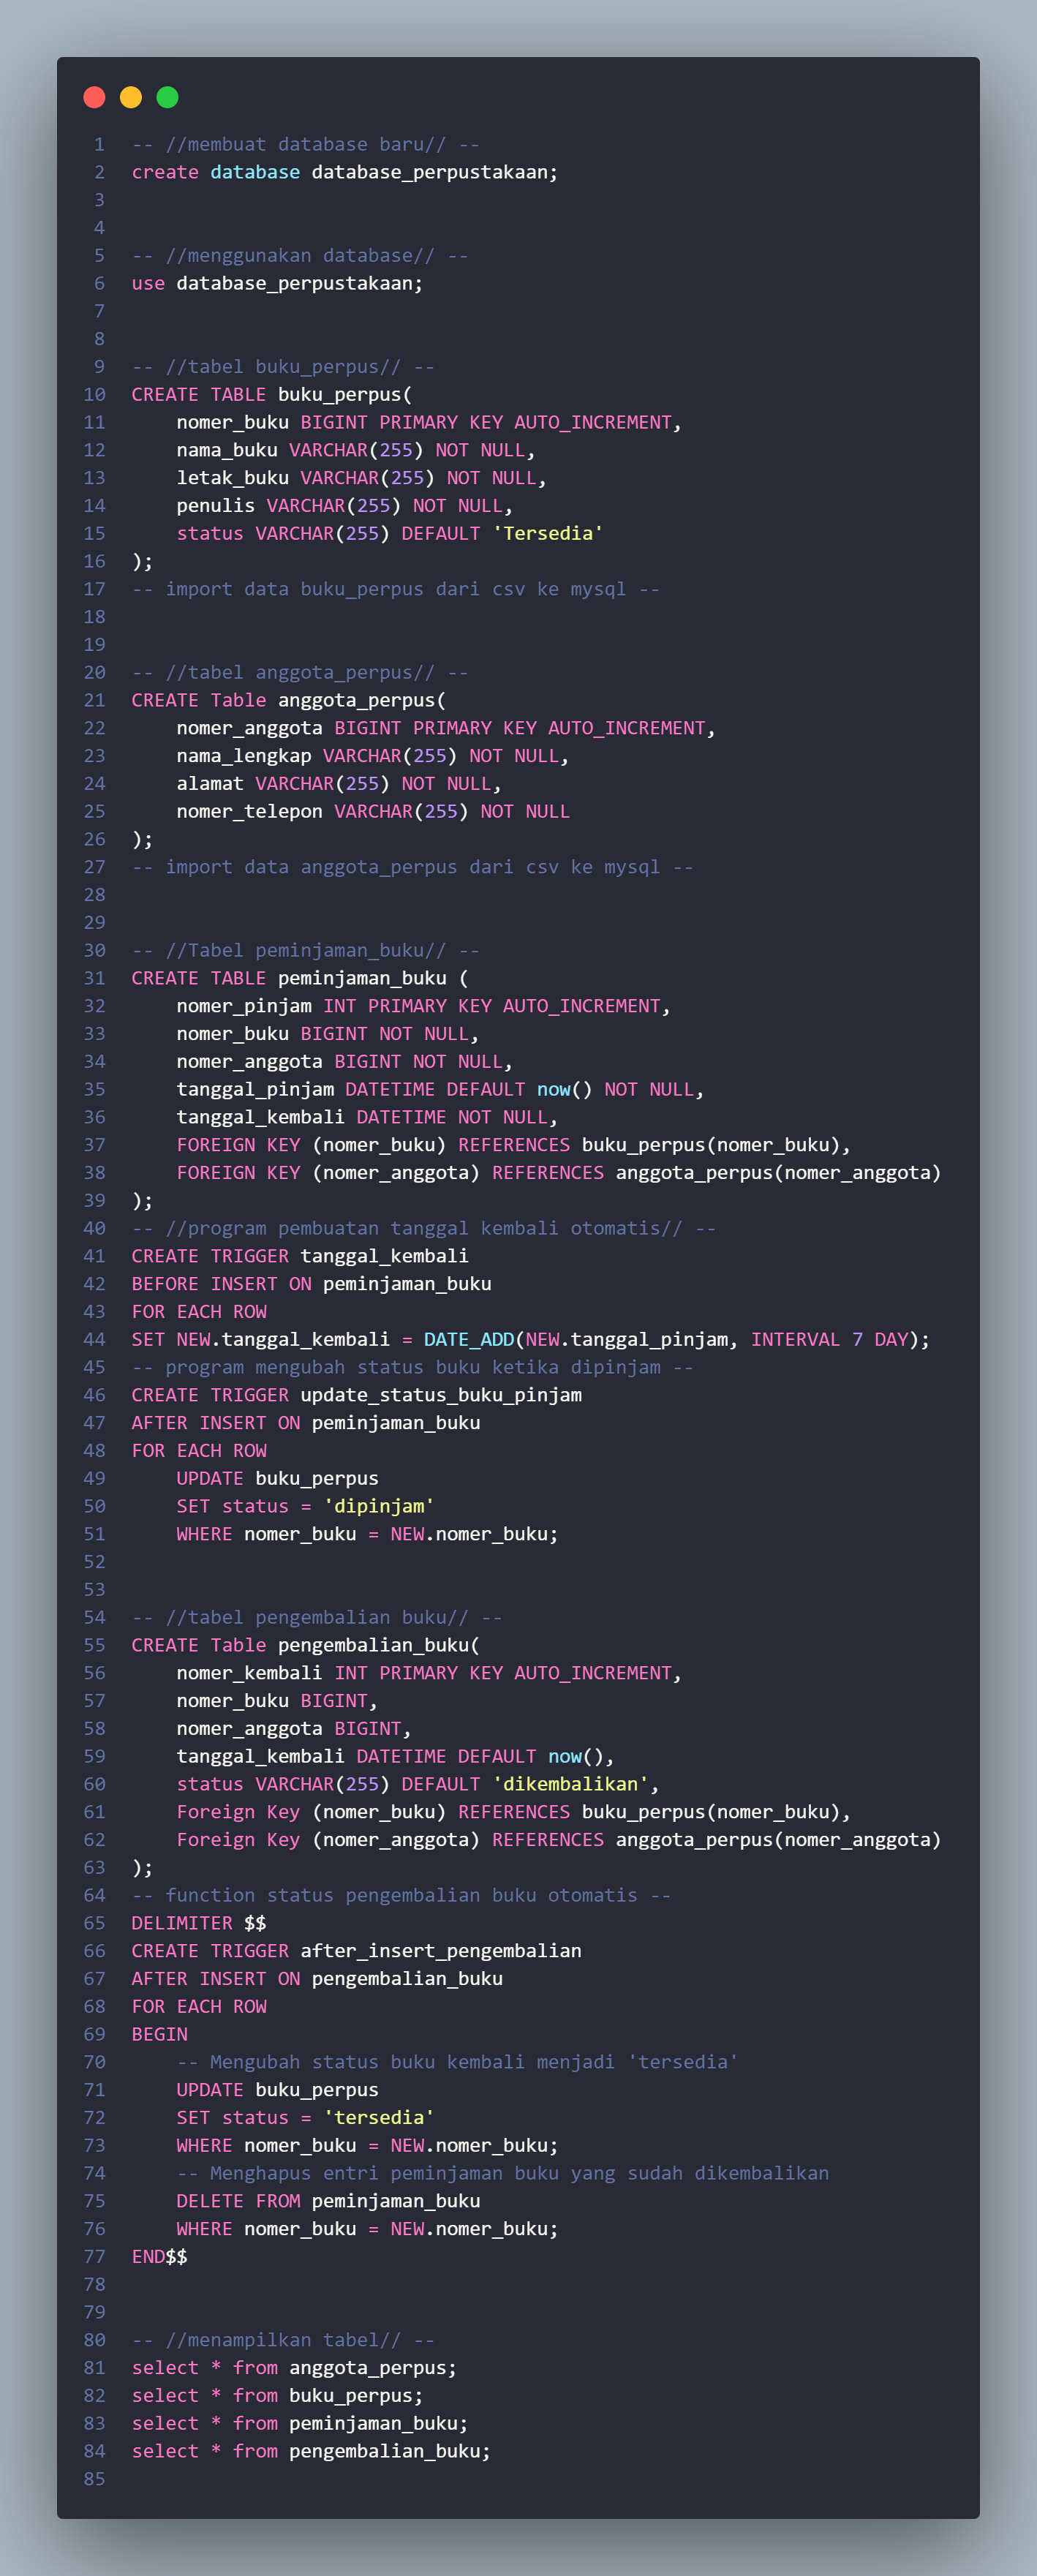 1 -- //membuat database baru// --
2 create database database_perpustakaan;
3
4
5 -- //menggunakan database// --
6 use database_perpustakaan;
7
8
9 -- //tabel buku_perpus// --
10 CREATE TABLE buku_perpus(
11     nomer_buku BIGINT PRIMARY KEY AUTO_INCREMENT,
12     nama_buku VARCHAR(255) NOT NULL,
13     letak_buku VARCHAR(255) NOT NULL,
14     penulis VARCHAR(255) NOT NULL,
15     status VARCHAR(255) DEFAULT 'Tersedia'
16 );
17 -- import data buku_perpus dari csv ke mysql --
18
19
20 -- //tabel anggota_perpus// --
21 CREATE Table anggota_perpus(
22     nomer_anggota BIGINT PRIMARY KEY AUTO_INCREMENT,
23     nama_lengkap VARCHAR(255) NOT NULL,
24     alamat VARCHAR(255) NOT NULL,
25     nomer_telepon VARCHAR(255) NOT NULL
26 );
27 -- import data anggota_perpus dari csv ke mysql --
28
29
30 -- //Tabel peminjaman_buku// --
31 CREATE TABLE peminjaman_buku (
32     nomer_pinjam INT PRIMARY KEY AUTO_INCREMENT,
33     nomer_buku BIGINT NOT NULL,
34     nomer_anggota BIGINT NOT NULL,
35     tanggal_pinjam DATETIME DEFAULT now() NOT NULL,
36     tanggal_kembali DATETIME NOT NULL,
37     FOREIGN KEY (nomer_buku) REFERENCES buku_perpus(nomer_buku),
38     FOREIGN KEY (nomer_anggota) REFERENCES anggota_perpus(nomer_anggota)
39 );
40 -- //program pembuatan tanggal kembali otomatis// --
41 CREATE TRIGGER tanggal_kembali
42 BEFORE INSERT ON peminjaman_buku
43 FOR EACH ROW
44 SET NEW.tanggal_kembali = DATE_ADD(NEW.tanggal_pinjam, INTERVAL 7 DAY);
45 -- program mengubah status buku ketika dipinjam --
46 CREATE TRIGGER update_status_buku_pinjam
47 AFTER INSERT ON peminjaman_buku
48 FOR EACH ROW
49     UPDATE buku_perpus
50     SET status = 'dipinjam'
51     WHERE nomer_buku = NEW.nomer_buku;
52
53
54 -- //tabel pengembalian buku// --
55 CREATE Table pengembalian_buku(
56     nomer_kembali INT PRIMARY KEY AUTO_INCREMENT,
57     nomer_buku BIGINT,
58     nomer_anggota BIGINT,
59     tanggal_kembali DATETIME DEFAULT now(),
60     status VARCHAR(255) DEFAULT 'dikembalikan',
61     Foreign Key (nomer_buku) REFERENCES buku_perpus(nomer_buku),
62     Foreign Key (nomer_anggota) REFERENCES anggota_perpus(nomer_anggota)
63 );
64 -- function status pengembalian buku otomatis --
65 DELIMITER $$
66 CREATE TRIGGER after_insert_pengembalian
67 AFTER INSERT ON pengembalian_buku
68 FOR EACH ROW
69 BEGIN
70     -- Mengubah status buku kembali menjadi 'tersedia'
71     UPDATE buku_perpus
72     SET status = 'tersedia'
73     WHERE nomer_buku = NEW.nomer_buku;
74     -- Menghapus entri peminjaman buku yang sudah dikembalikan
75     DELETE FROM peminjaman_buku
76     WHERE nomer_buku = NEW.nomer_buku;
77 END$$
78
79
80 -- //menampilkan tabel// --
81 select * from anggota_perpus;
82 select * from buku_perpus;
83 select * from peminjaman_buku;
84 select * from pengembalian_buku;
85